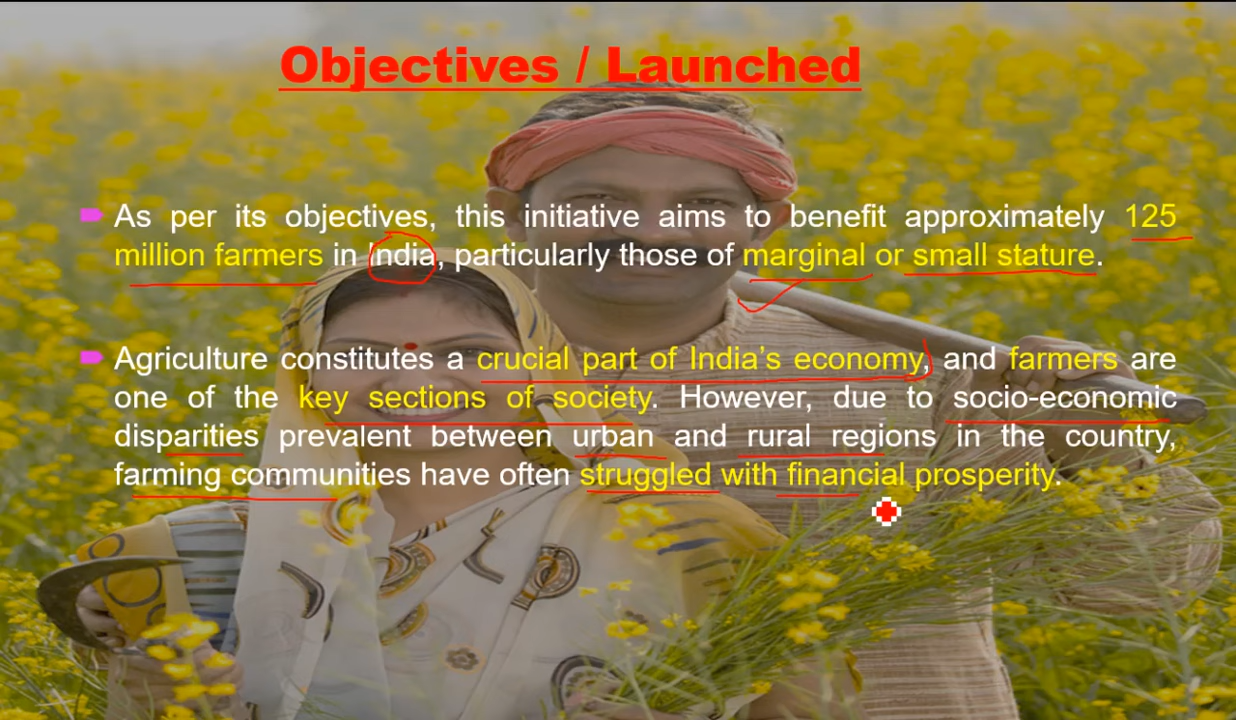 Objectives / Launched
As per its objectives, this initiative aims to benefit approximately 125
million farmers in India, particularly those of marginal or small stature.
Agriculture constitutes a crucial part of India’s economy, and farmers are
one of the key sections of society. However, due to socio-economic
disparities prevalent between urban and rural regions in the country,
farming communities have often struggled with financial prosperity.